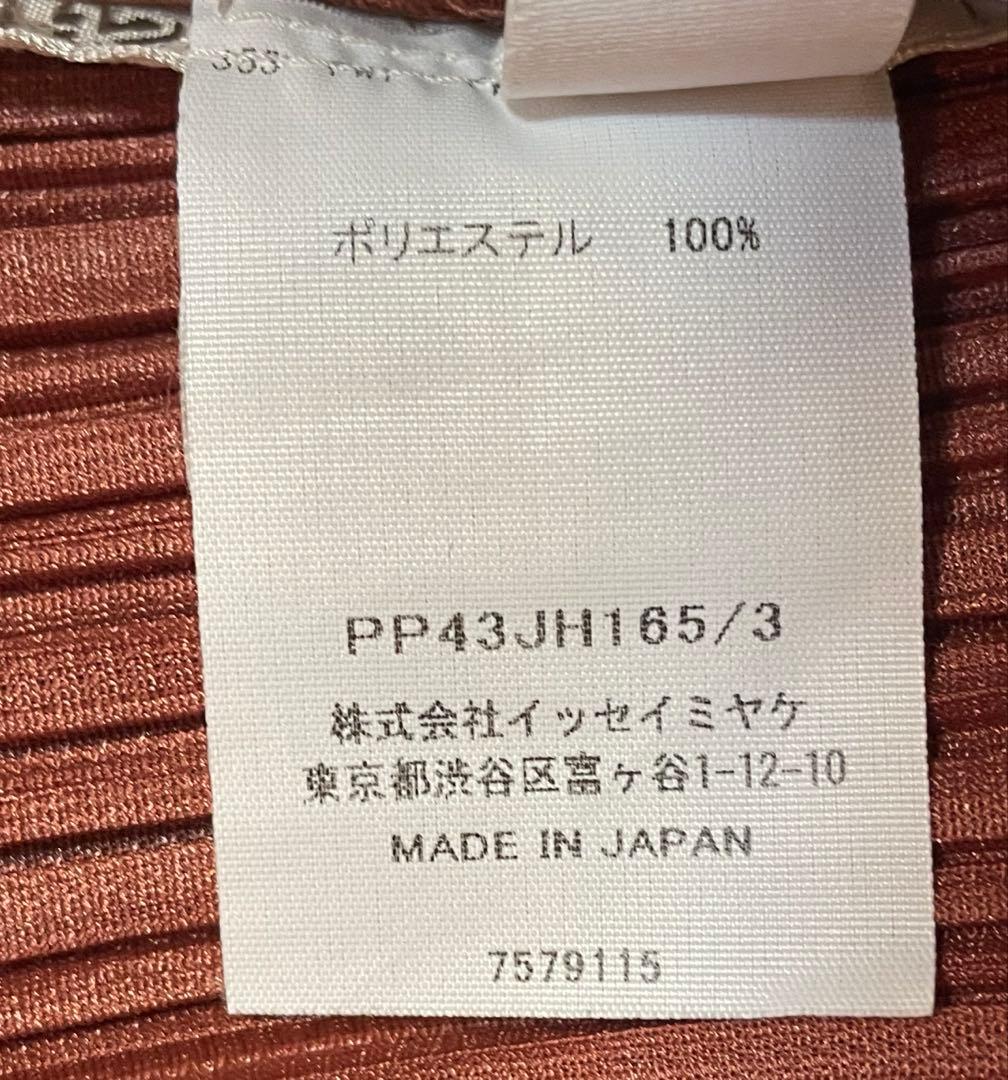 ポリエステル 100%
PP43JH165/3
株式会社イッセイミヤケ
東京都渋谷区富ヶ谷1-12-10
MADE IN JAPAN
7579115